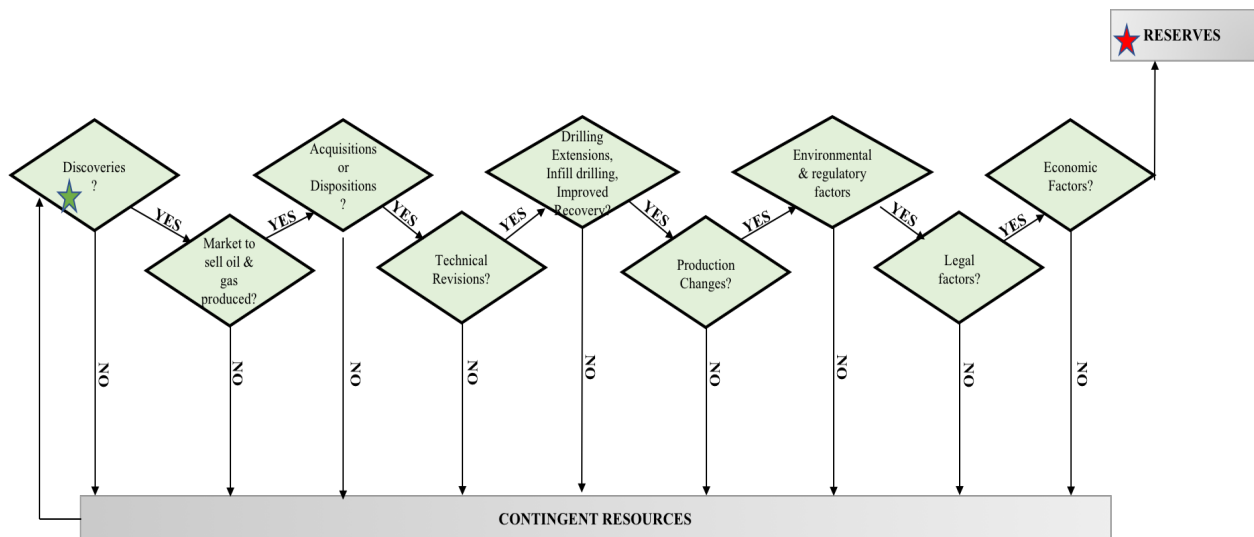 RESERVES
Discoveries
?
YES
Market to
sell oil &
gas
produced?
YES
Acquisitions
or
Dispositions
?
YES
Technical
Revisions?
YES
Drilling
Extensions,
Infill drilling,
Improved
Recovery?
YES
Production
Changes?
YES
Environmental
& regulatory
factors
YES
Legal
factors?
YES
Economic
Factors?
NO
NO
NO
NO
NO
NO
NO
NO
NO
CONTINGENT RESOURCES